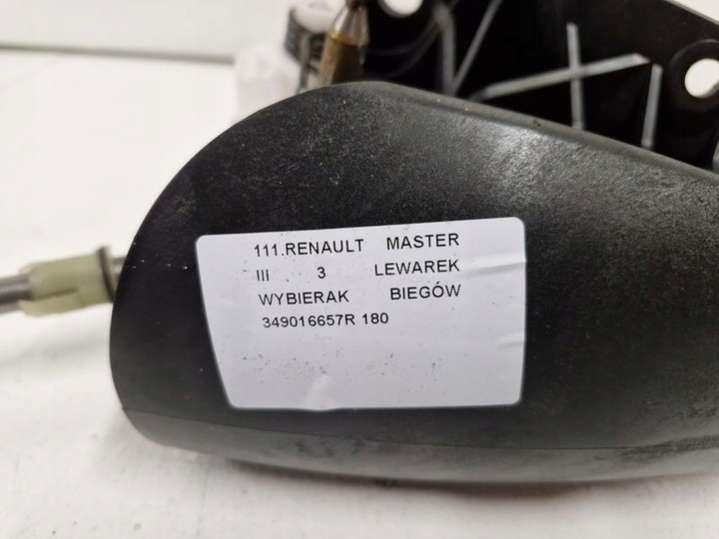 111.RENAULT MASTER
III 3 LEWAREK
WYBIERAK BIEGÓW
349016657R 180